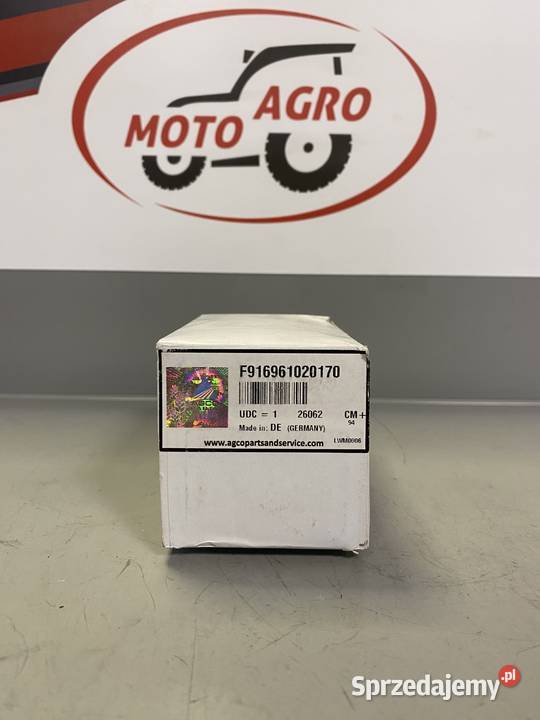 MOTO AGRO
F916961020170
UDC = 1 26062 CM+
94
Made in: DE (GERMANY)
www.agcopartsandservice.com
LWM0006
Sprzedajemy.pl